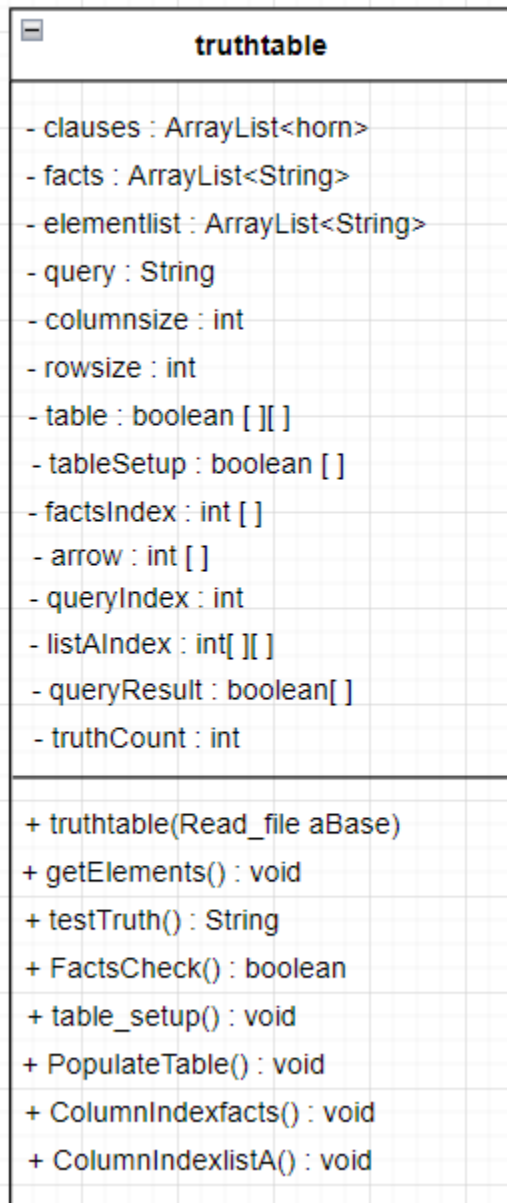 truthtable
- clauses : ArrayList<horn>
- facts : ArrayList<String>
- elementlist : ArrayList<String>
- query : String
- columnsize : int
- rowsize : int
- table : boolean [ ][ ]
- tableSetup : boolean [ ]
- factsIndex : int [ ]
- arrow : int [ ]
- queryIndex : int
- listAIndex : int[ ][ ]
- queryResult : boolean[ ]
- truthCount : int
+ truthtable(Read_file aBase)
+ getElements() : void
+ testTruth() : String
+ FactsCheck() : boolean
+ table_setup() : void
+ PopulateTable() : void
+ ColumnIndexfacts() : void
+ ColumnIndexlistA() : void